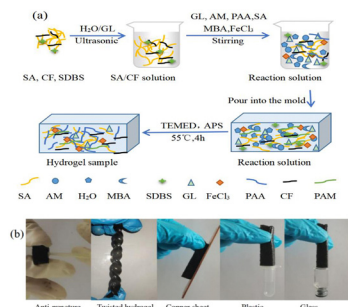 (a)
H₂O/GL
Ultrasonic
GL, AM, PAA,SA
MBA,FeCl₃
Stirring
SA, CF, SDBS
SA/CF solution
Reaction solution
Pour into the mold
TEMED、APS
55℃,4h
Hydrogel sample
Reaction solution
SA AM H₂O MBA SDBS GL FeCl₃ PAA CF PAM
(b)
Twisted hydrogel
Copper sheet
Plastic
Glass